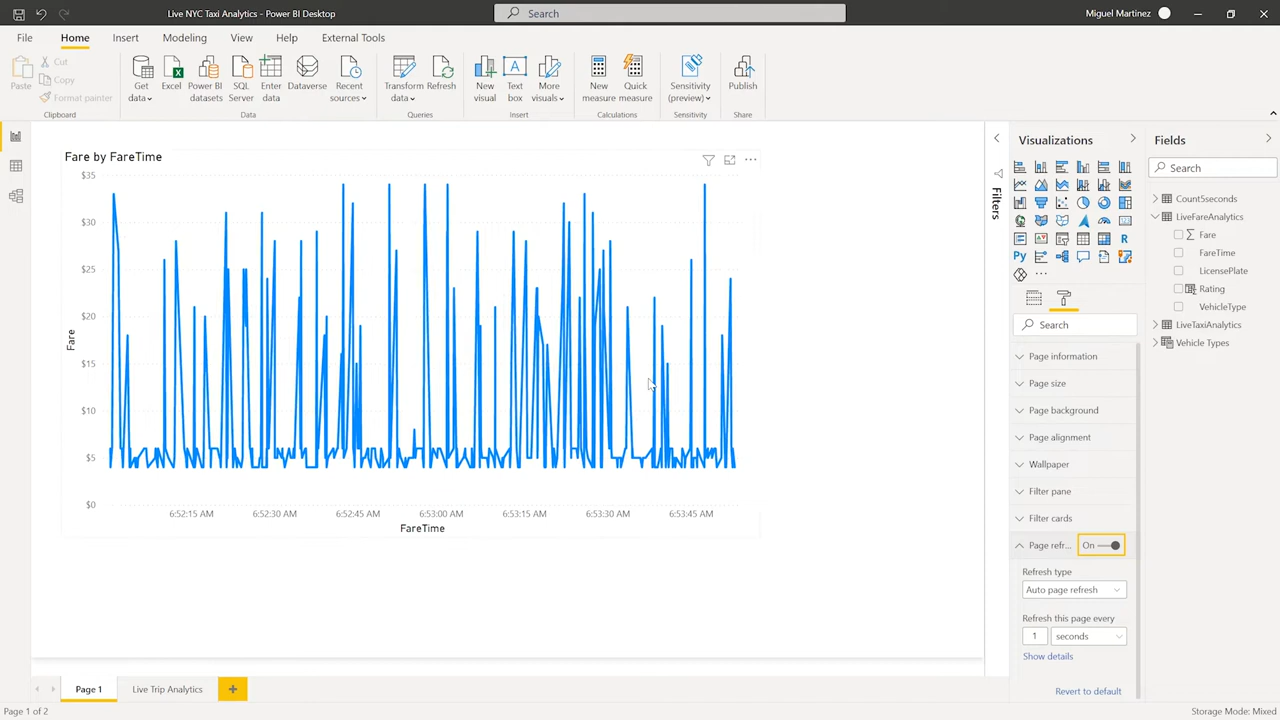 Live NYC Taxi Analytics - Power BI Desktop
Search
Miguel Martinez
File
Home
Insert
Modeling
View
Help
External Tools
Paste
Cut
Copy
Format painter
Clipboard
Get data
Excel
Power BI datasets
SQL Server
Enter data
Dataverse
Recent sources
Data
Transform data
Refresh
Queries
New visual
Text box
More visuals
Insert
New measure
Quick measure
Calculations
Sensitivity (preview)
Sensitivity
Publish
Share
Fare by FareTime
$35
$30
$25
$20
$15
$10
$5
$0
Fare
6:52:15 AM
6:52:30 AM
6:52:45 AM
6:53:00 AM
6:53:15 AM
6:53:30 AM
6:53:45 AM
FareTime
Filters
Visualizations
R
Py
Search
Page information
Page size
Page background
Page alignment
Wallpaper
Filter pane
Filter cards
Page refr...
On
Refresh type
Auto page refresh
Refresh this page every
1
seconds
Show details
Revert to default
Fields
Search
Count5seconds
LiveFareAnalytics
Fare
FareTime
LicensePlate
Rating
VehicleType
LiveTaxiAnalytics
Vehicle Types
Page 1
Live Trip Analytics
Page 1 of 2
Storage Mode: Mixed